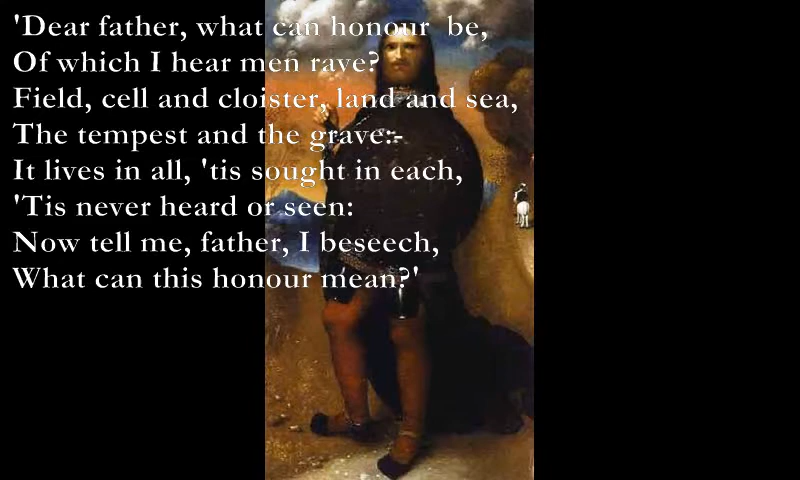 'Dear father, what can honour  be,
Of which I hear men rave?
Field, cell and cloister, land and sea,
The tempest and the grave:-
It lives in all, 'tis sought in each,
'Tis never heard or seen:
Now tell me, father, I beseech,
What can this honour mean?'